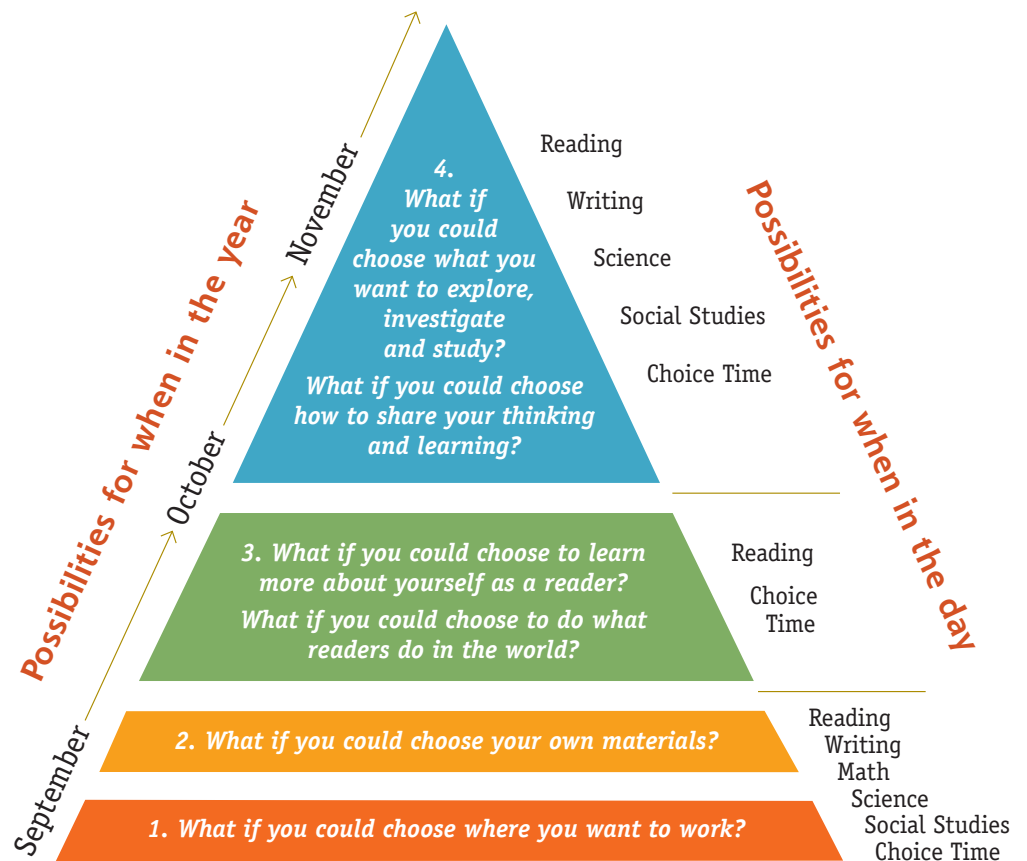 Possibilities for when in the year
September
October
November
4.
What if
you could
choose what you
want to explore,
investigate
and study?
What if you could choose
how to share your thinking
and learning?
Reading
Writing
Science
Social Studies
Choice Time
Possibilities for when in the day
3. What if you could choose to learn
more about yourself as a reader?
What if you could choose to do what
readers do in the world?
Reading
Choice
Time
2. What if you could choose your own materials?
1. What if you could choose where you want to work?
Reading
Writing
Math
Science
Social Studies
Choice Time